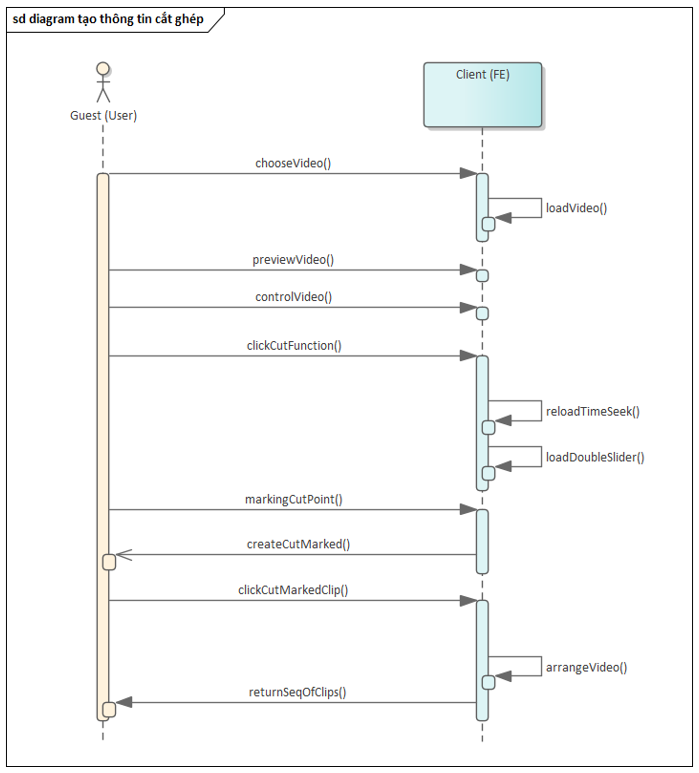 sd diagram tạo thông tin cắt ghép
Guest (User)
Client (FE)
chooseVideo()
loadVideo()
previewVideo()
controlVideo()
clickCutFunction()
reloadTimeSeek()
loadDoubleSlider()
markingCutPoint()
createCutMarked()
clickCutMarkedClip()
arrangeVideo()
returnSeqOfClips()